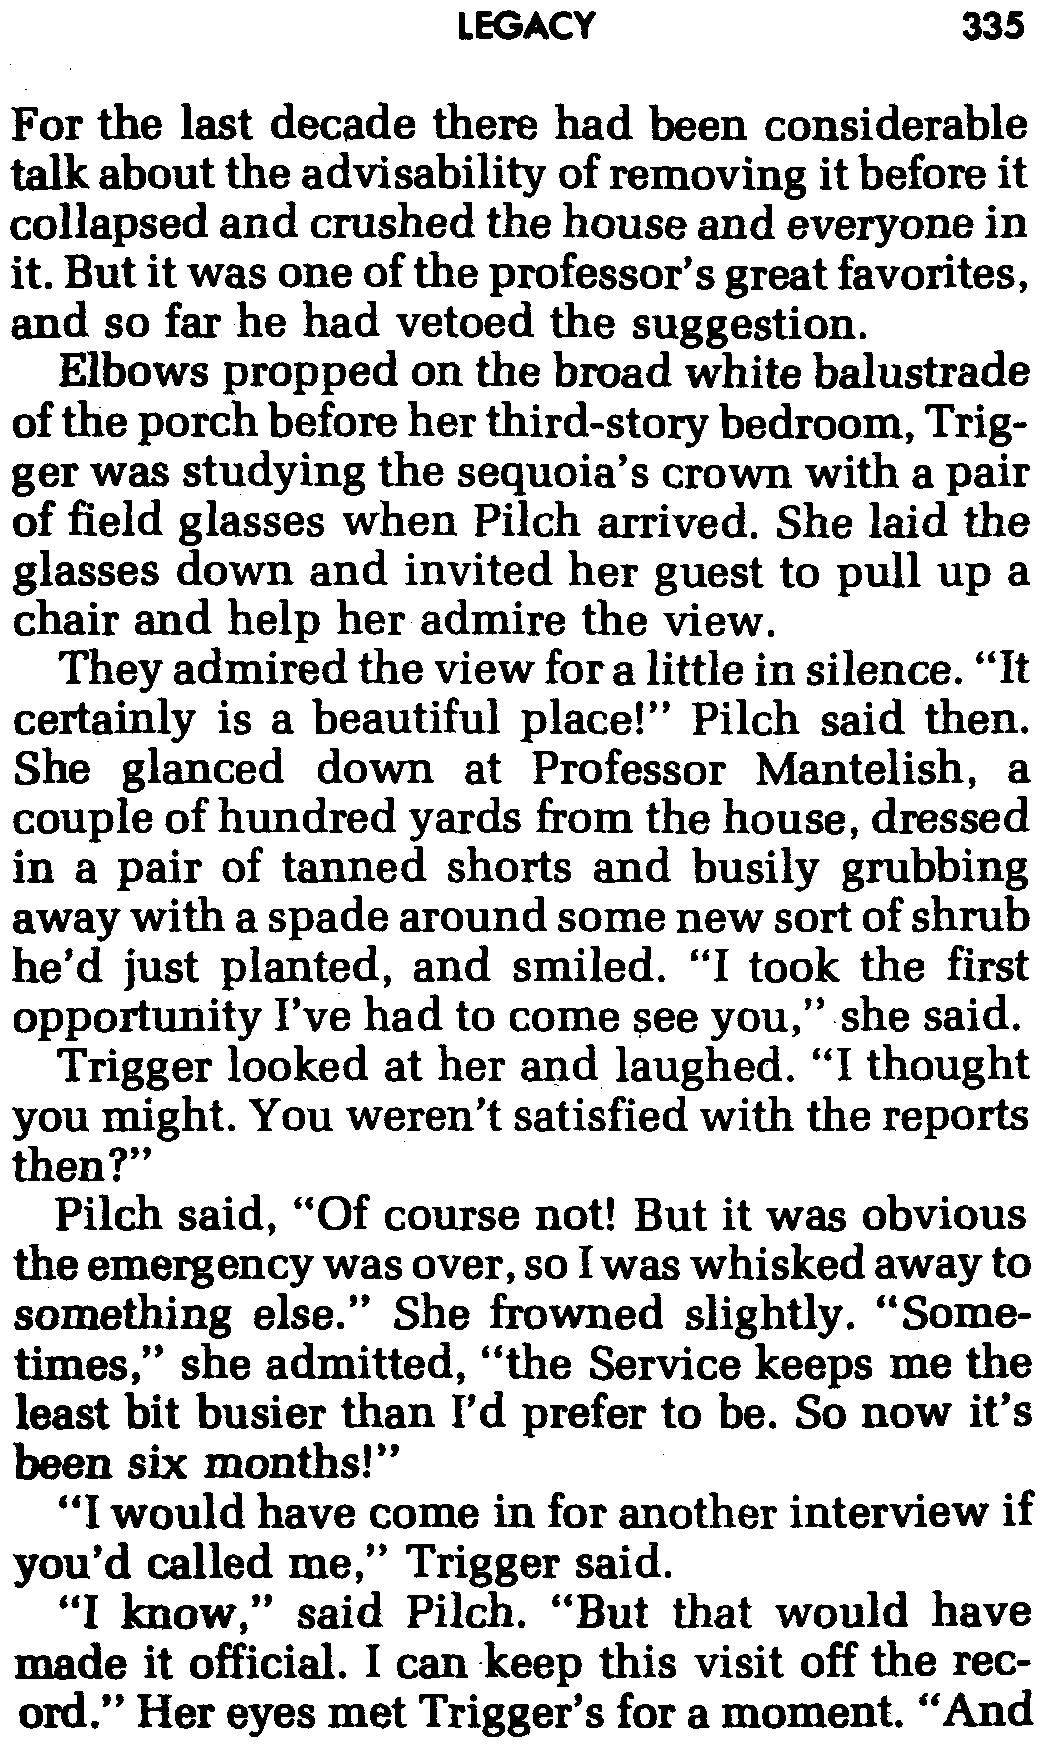 LEGACY 335
For the last decade there had been considerable
talk about the advisability of removing it before it
collapsed and crushed the house and everyone in
it. But it was one of the professor's great favorites,
and so far he had vetoed the suggestion.
Elbows propped on the broad white balustrade
of the porch before her third-story bedroom, Trig-
ger was studying the sequoia's crown with a pair
of field glasses when Pilch arrived. She laid the
glasses down and invited her guest to pull up a
chair and help her admire the view.
They admired the view for a little in silence. "It
certainly is a beautiful place!" Pilch said then.
She glanced down at Professor Mantelish, a
couple of hundred yards from the house, dressed
in a pair of tanned shorts and busily grubbing
away with a spade around some new sort of shrub
he'd just planted, and smiled. "I took the first
opportunity I've had to come see you," she said.
Trigger looked at her and laughed. "I thought
you might. You weren't satisfied with the reports
then?"
Pilch said, "Of course not! But it was obvious
the emergency was over, so I was whisked away to
something else." She frowned slightly. "Some-
times," she admitted, "the Service keeps me the
least bit busier than I'd prefer to be. So now it's
been six months!"
"I would have come in for another interview if
you'd called me," Trigger said.
"I know," said Pilch. "But that would have
made it official. I can keep this visit off the rec-
ord." Her eyes met Trigger's for a moment. "And